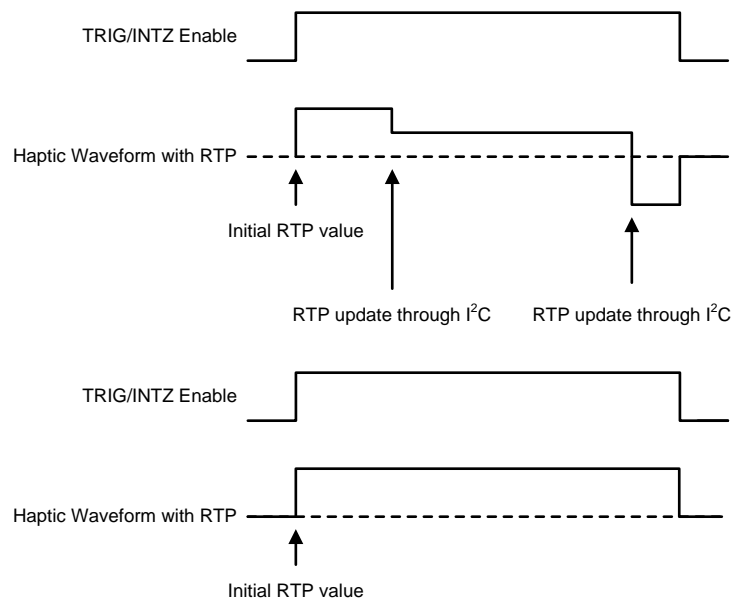 TRIG/INTZ Enable
Haptic Waveform with RTP
Initial RTP value
RTP update through I²C
RTP update through I²C
TRIG/INTZ Enable
Haptic Waveform with RTP
Initial RTP value